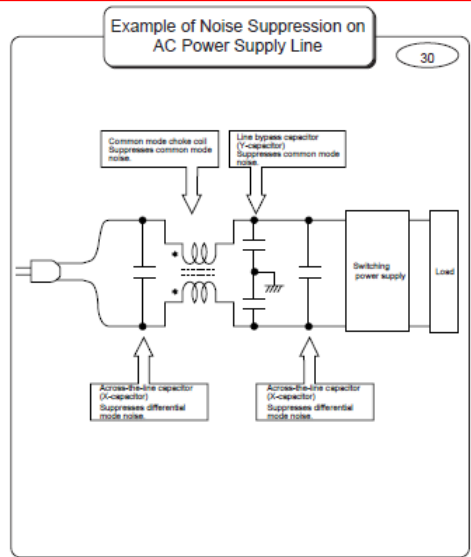 Example of Noise Suppression on
AC Power Supply Line
30
Common mode choke coil
Suppresses common mode
noise.
Line bypass capacitor
(Y-capacitor)
Suppresses common mode
noise.
Switching
power supply
Load
Across-the-line capacitor
(X-capacitor)
Suppresses differential
mode noise.
Across-the-line capacitor
(X-capacitor)
Suppresses differential
mode noise.